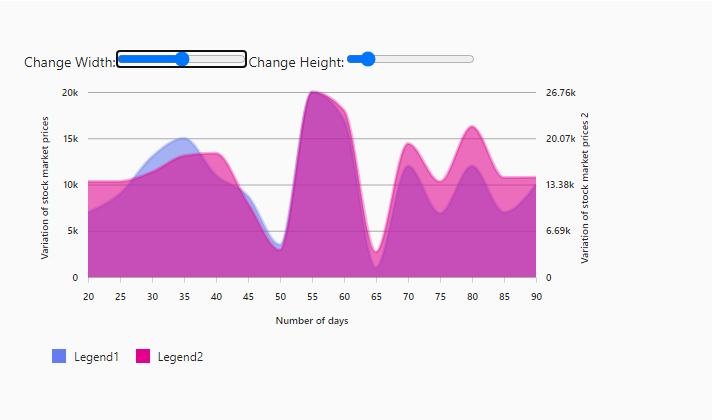 Change Width: Change Height:
20k 26.76k
15k 20.07k
10k 13.38k
5k 6.69k
0 0
Variation of stock market prices
Variation of stock market prices 2
20 25 30 35 40 45 50 55 60 65 70 75 80 85 90
Number of days
Legend1 Legend2